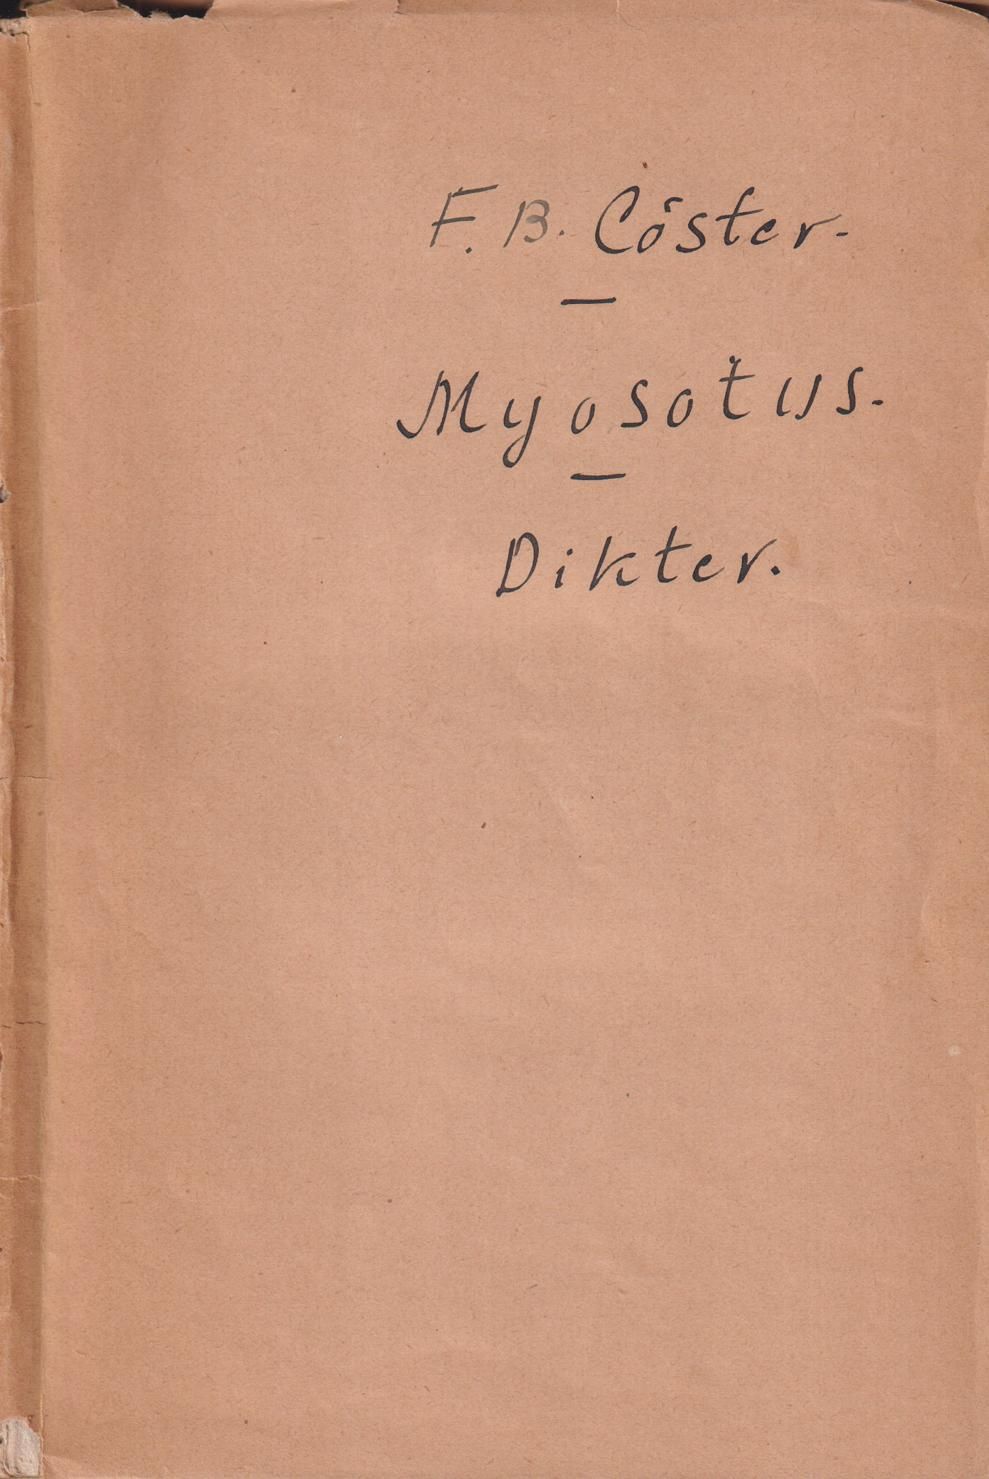 F. B. Cöster.
Myosotus.
Dikter.